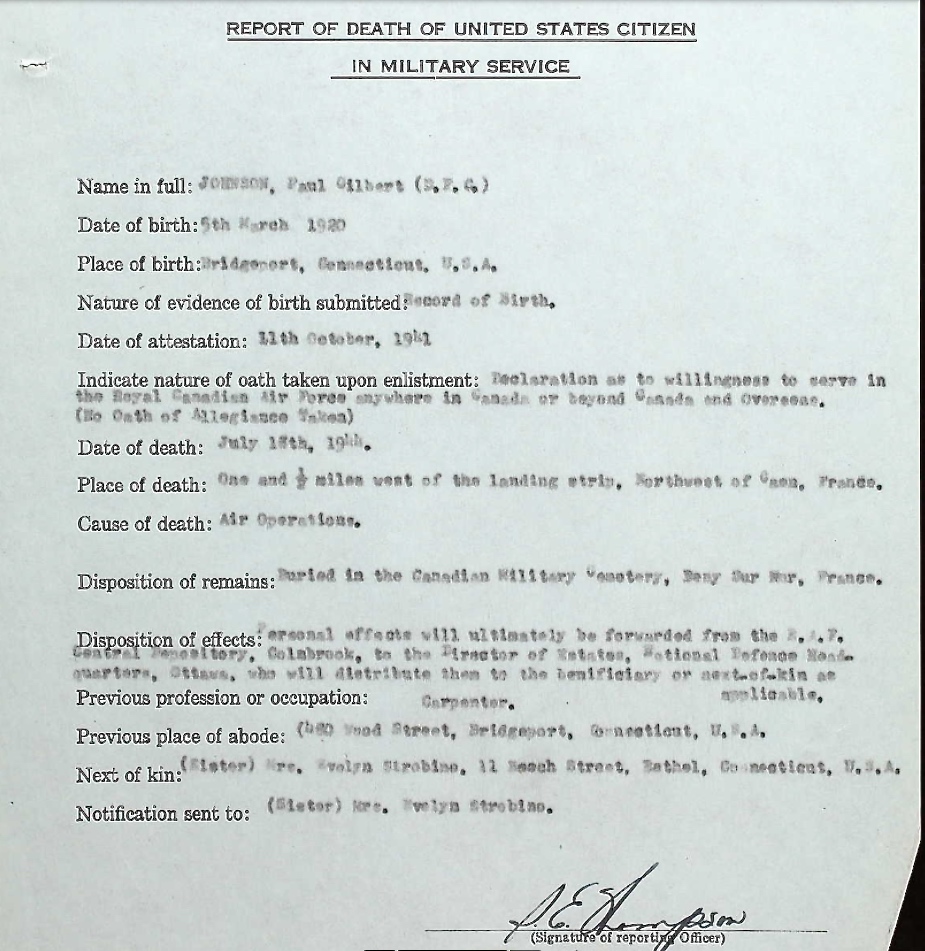 REPORT OF DEATH OF UNITED STATES CITIZEN
IN MILITARY SERVICE
Name in full: JOHNSON, Paul Gilbert (D.F.C.)
Date of birth: 5th March 1920
Place of birth: Bridgeport, Connecticut, U.S.A.
Nature of evidence of birth submitted: Record of Birth.
Date of attestation: 11th October, 1941
Indicate nature of oath taken upon enlistment: Declaration as to willingness to serve in
the Royal Canadian Air Force anywhere in Canada or beyond Canada and Overseas.
(No Oath of Allegiance Taken)
Date of death: July 1944.
Place of death: One and ½ miles west of the landing strip, Northwest of Caen, France.
Cause of death: Air Operations.
Disposition of remains: Buried in the Canadian Military Cemetery, Beny Sur Mer, France.
Disposition of effects: Personal effects will ultimately be forwarded from the R.A.F.
Central Depository, Colnbrook, to the Director of Estates, National Defence Head-
quarters, Ottawa, who will distribute them to the benificiary or next-of-kin as
applicable.
Previous profession or occupation: Carpenter.
Previous place of abode: Wood Street, Bridgeport, Connecticut, U.S.A.
Next of kin: (Sister) Mrs. Evelyn Strobino, 11 Beach Street, Bethel, Connecticut, U.S.A.
Notification sent to: (Sister) Mrs. Evelyn Strobino.
Thompson
(Signature of reporting Officer)